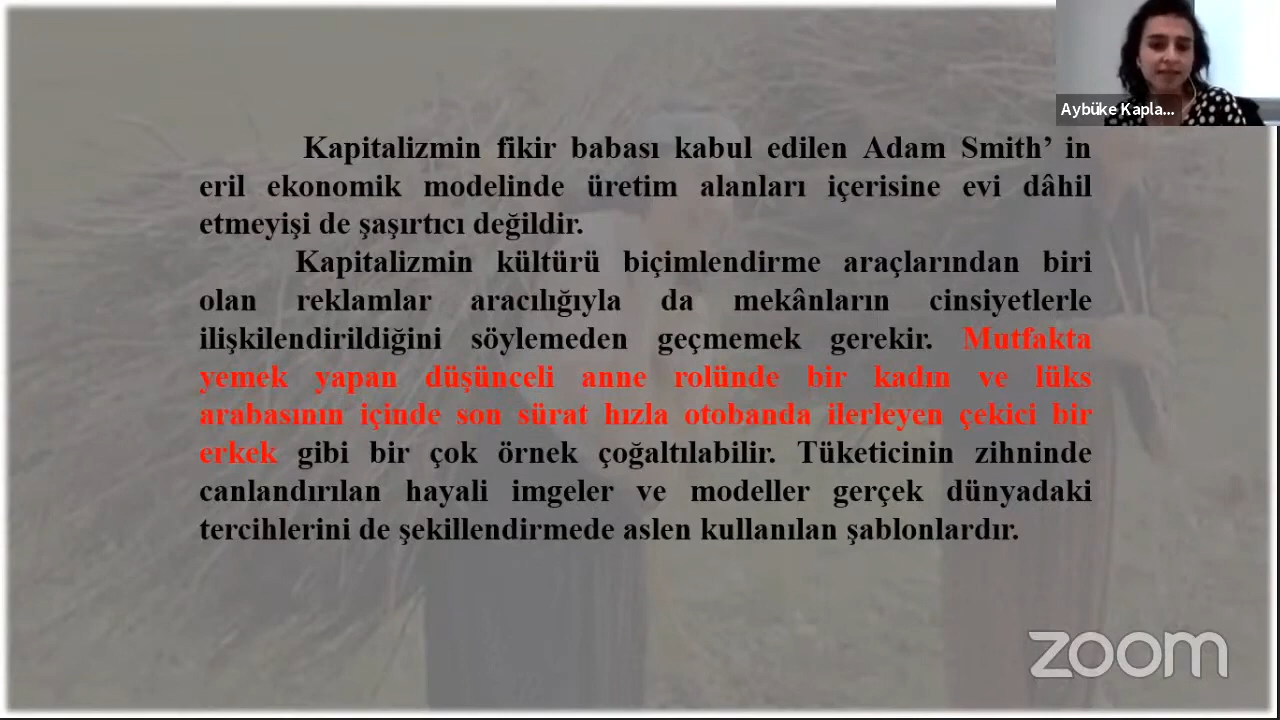 Aybüke Kapla...
Kapitalizmin fikir babası kabul edilen Adam Smith’ in
eril ekonomik modelinde üretim alanları içerisine evi dâhil
etmeyişi de şaşırtıcı değildir.
Kapitalizmin kültürü biçimlendirme araçlarından biri
olan reklamlar aracılığıyla da mekânların cinsiyetlerle
ilişkilendirildiğini söylemeden geçmemek gerekir. Mutfakta
yemek yapan düşünceli anne rolünde bir kadın ve lüks
arabasının içinde son sürat hızla otobanda ilerleyen çekici bir
erkek gibi bir çok örnek çoğaltılabilir. Tüketicinin zihninde
canlandırılan hayali imgeler ve modeller gerçek dünyadaki
tercihlerini de şekillendirmede aslen kullanılan şablonlardır.
zoom